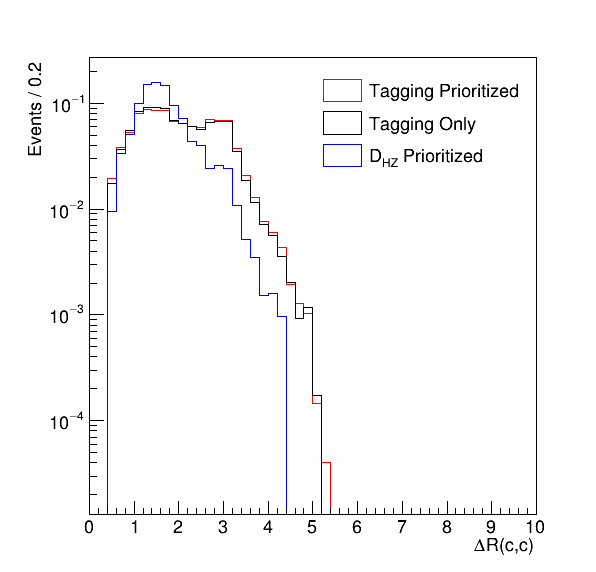 Events / 0.2
10⁻¹
10⁻²
10⁻³
10⁻⁴
Tagging Prioritized
Tagging Only
D_HZ Prioritized
0 1 2 3 4 5 6 7 8 9 10
ΔR(c,c)